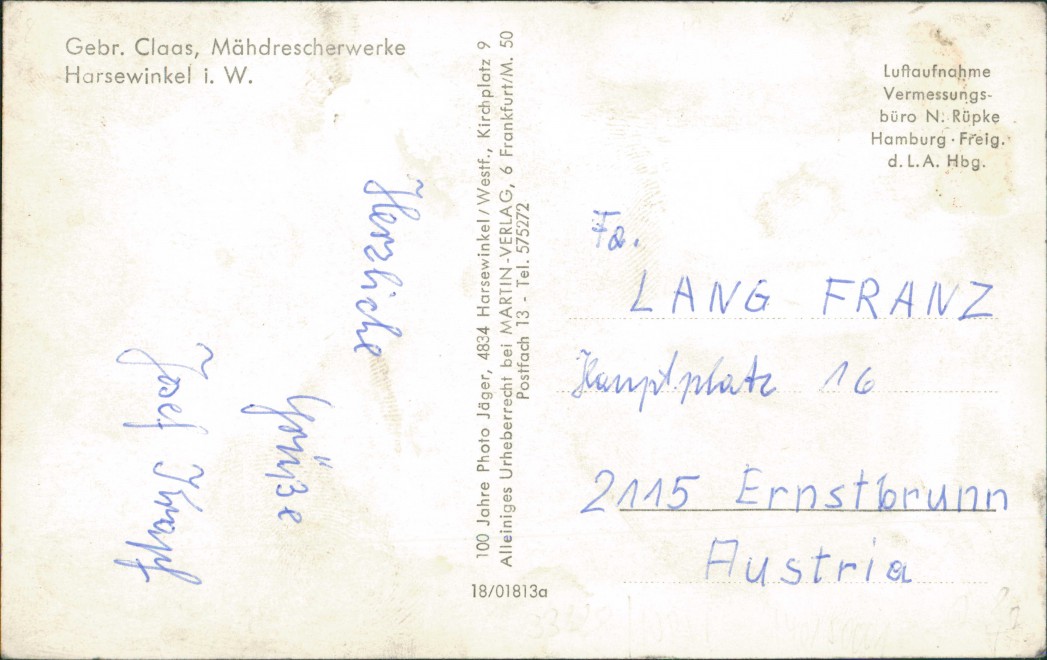 Gebr. Claas, Mähdrescherwerke
Harsewinkel i. W.
Herzliche
Grüße
Josef Knapf
100 Jahre Photo Jäger, 4834 Harsewinkel/Westf., Kirchplatz 9
Alleiniges Urheberrecht bei MARTIN-VERLAG, 6 Frankfurt/M. 50
Postfach 13 - Tel. 575272
18/01813a
Luftaufnahme
Vermessungs-
büro N. Rüpke
Hamburg · Freig.
d. L. A. Hbg.
Fa.
LANG FRANZ
Hauptplatz 16
2115 Ernstbrunn
Austria